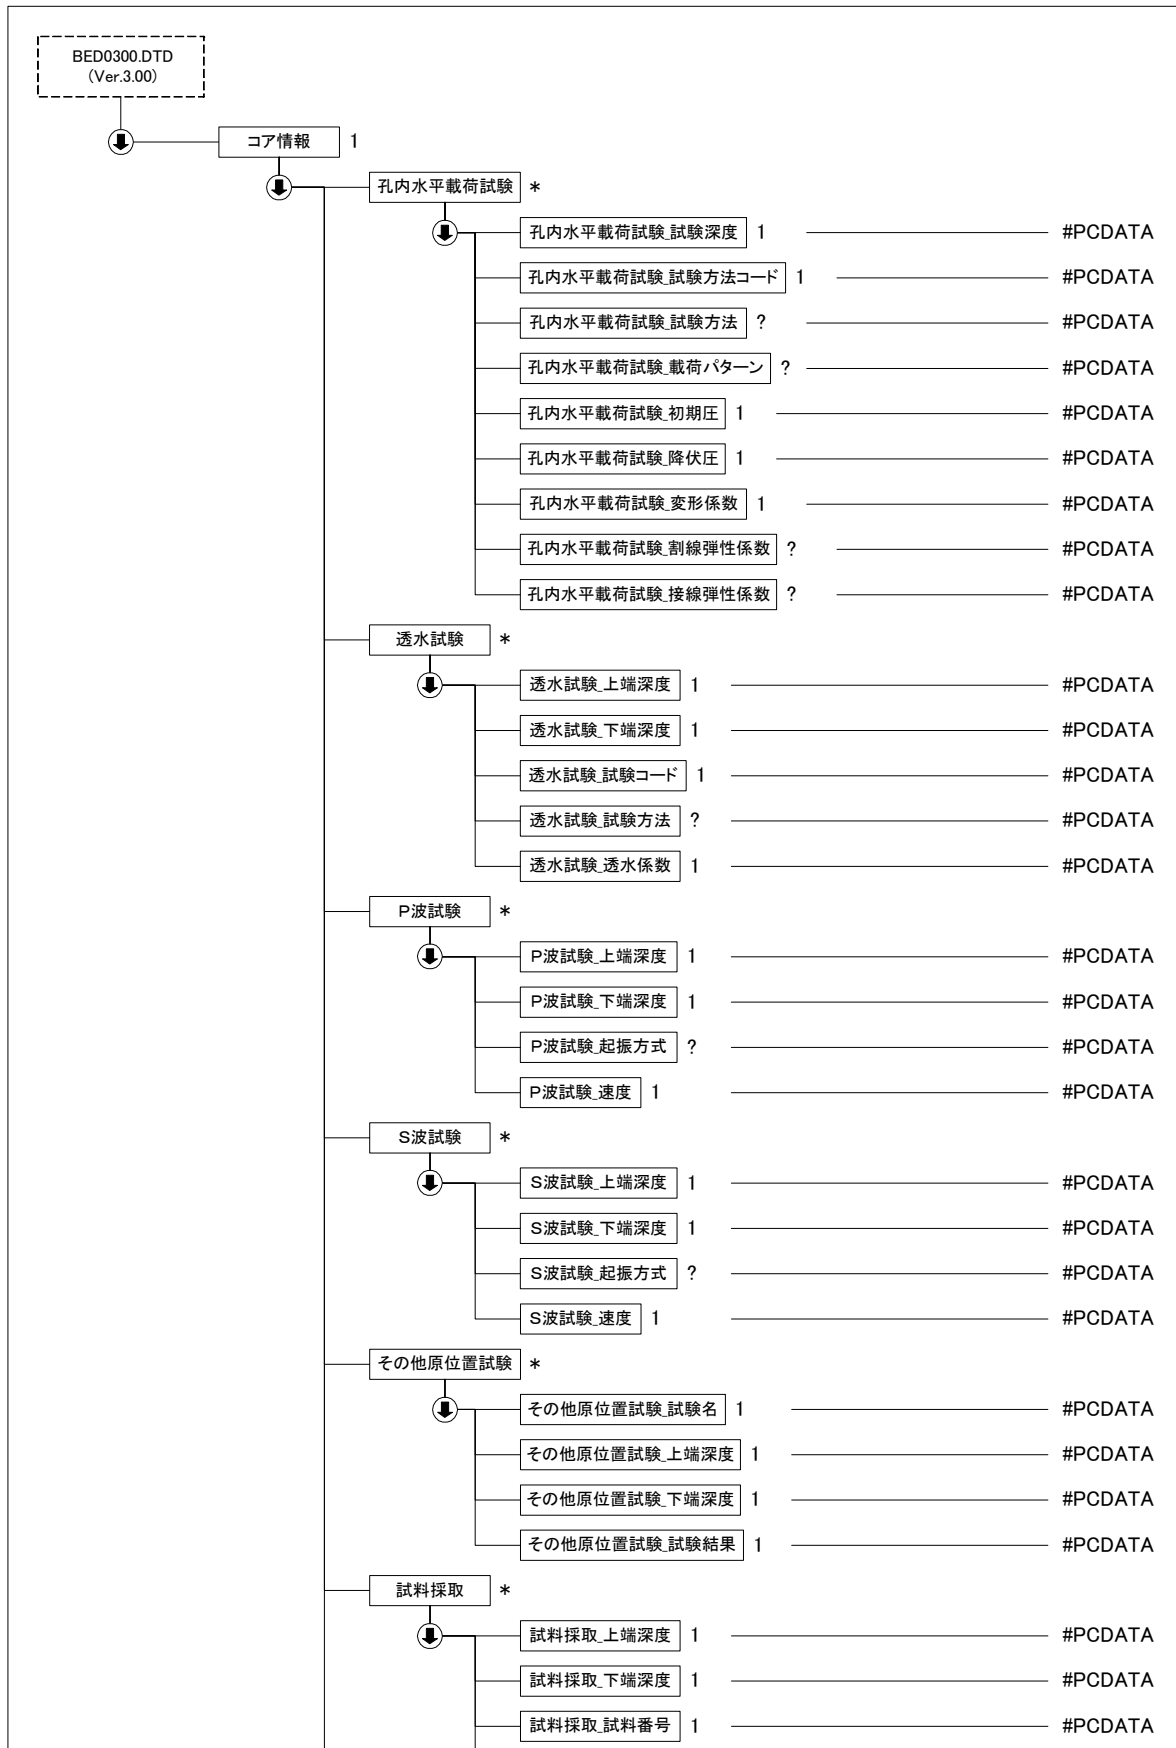 BED0300.DTD
(Ver.3.00)
コア情報 1
孔内水平載荷試験 *
孔内水平載荷試験_試験深度 1 #PCDATA
孔内水平載荷試験_試験方法コード 1 #PCDATA
孔内水平載荷試験_試験方法 ? #PCDATA
孔内水平載荷試験_載荷パターン ? #PCDATA
孔内水平載荷試験_初期圧 1 #PCDATA
孔内水平載荷試験_降伏圧 1 #PCDATA
孔内水平載荷試験_変形係数 1 #PCDATA
孔内水平載荷試験_割線弾性係数 ? #PCDATA
孔内水平載荷試験_接線弾性係数 ? #PCDATA
透水試験 *
透水試験_上端深度 1 #PCDATA
透水試験_下端深度 1 #PCDATA
透水試験_試験コード 1 #PCDATA
透水試験_試験方法 ? #PCDATA
透水試験_透水係数 1 #PCDATA
P波試験 *
P波試験_上端深度 1 #PCDATA
P波試験_下端深度 1 #PCDATA
P波試験_起振方式 ? #PCDATA
P波試験_速度 1 #PCDATA
S波試験 *
S波試験_上端深度 1 #PCDATA
S波試験_下端深度 1 #PCDATA
S波試験_起振方式 ? #PCDATA
S波試験_速度 1 #PCDATA
その他原位置試験 *
その他原位置試験_試験名 1 #PCDATA
その他原位置試験_上端深度 1 #PCDATA
その他原位置試験_下端深度 1 #PCDATA
その他原位置試験_試験結果 1 #PCDATA
試料採取 *
試料採取_上端深度 1 #PCDATA
試料採取_下端深度 1 #PCDATA
試料採取_試料番号 1 #PCDATA